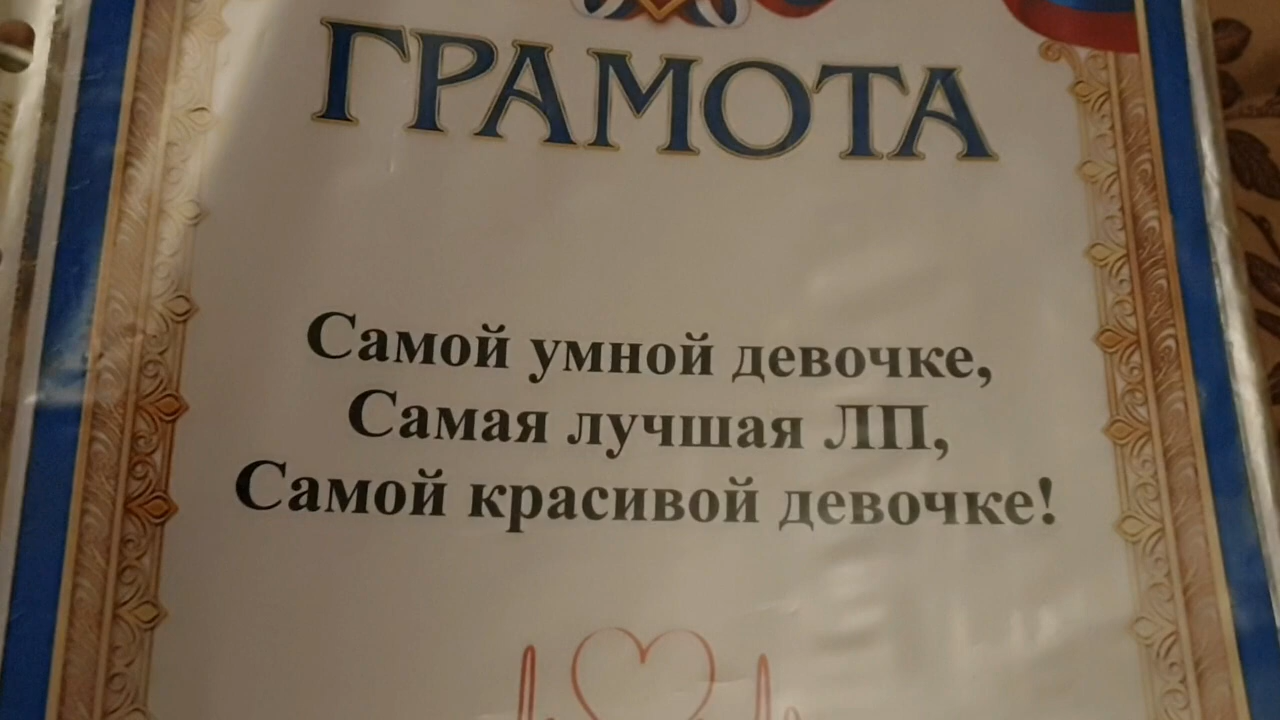 ГРАМОТА
Самой умной девочке,
Самая лучшая ЛП,
Самой красивой девочке!